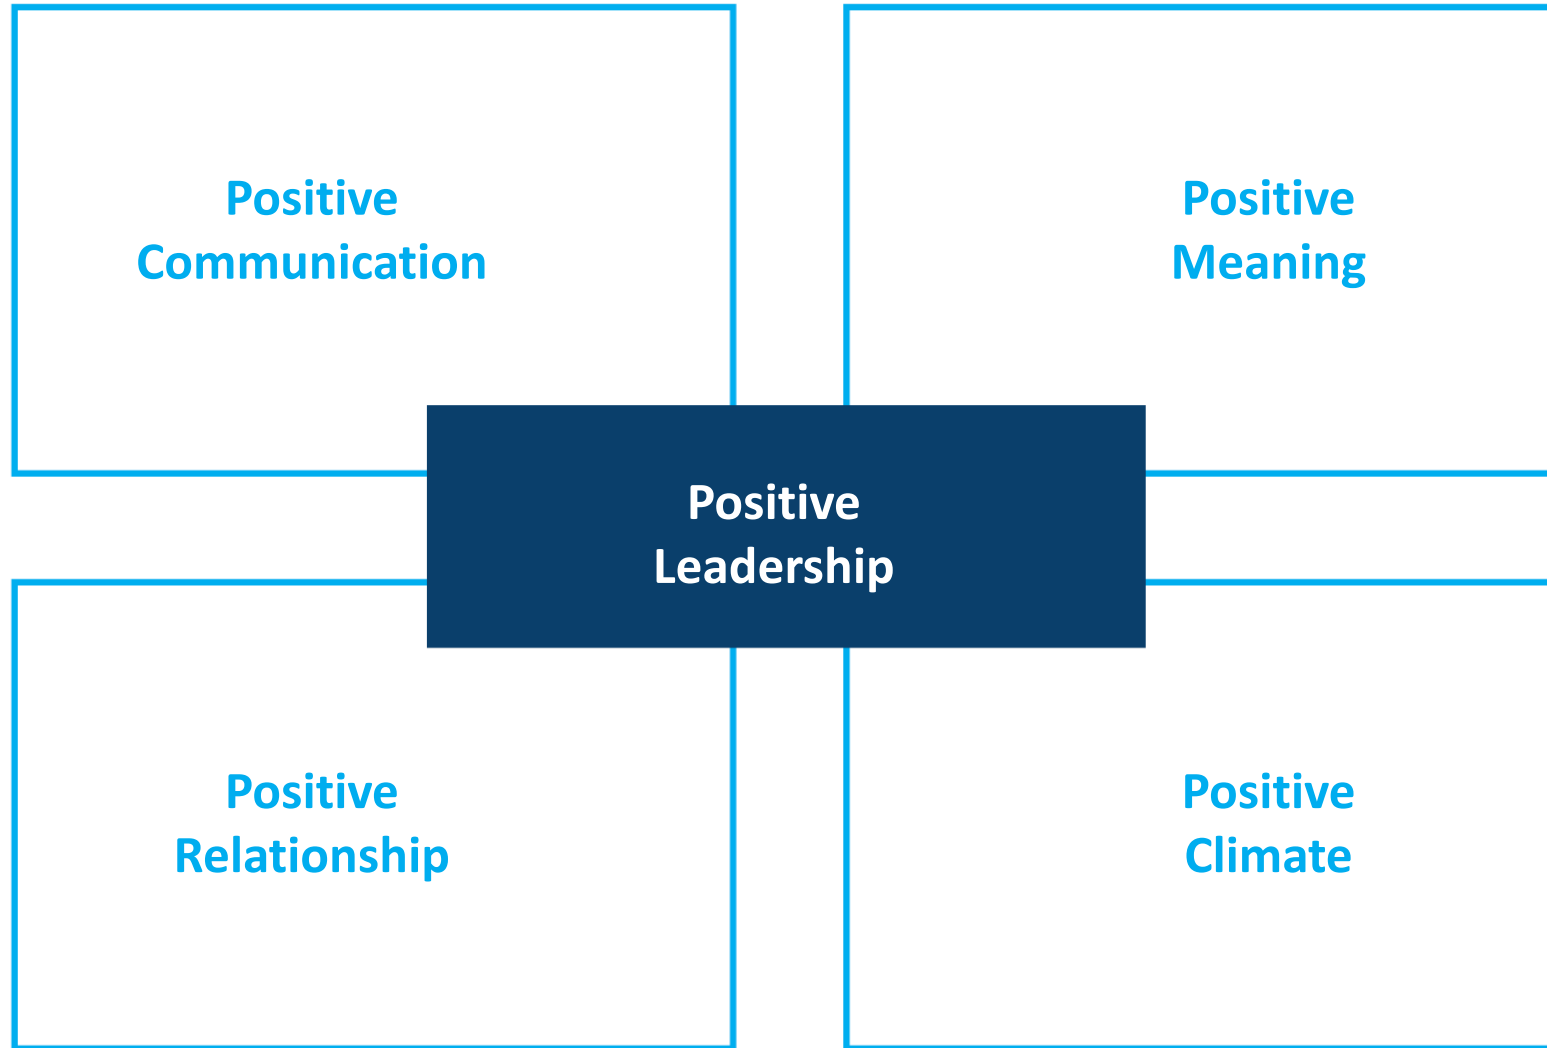 Positive
Communication
Positive
Meaning
Positive
Leadership
Positive
Relationship
Positive
Climate